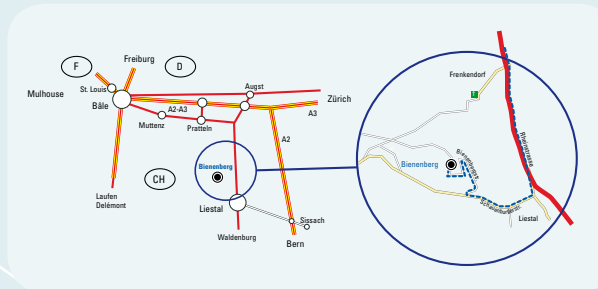 F
Freiburg
D
Mulhouse
St. Louis
Bâle
A2-A3
Augst
Zürich
A3
Muttenz
Pratteln
A2
CH
Bienenberg
Laufen
Delémont
Liestal
Sissach
Waldenburg
Bern
Frenkendorf
Rheinstrasse
Bienenberg
Liestal